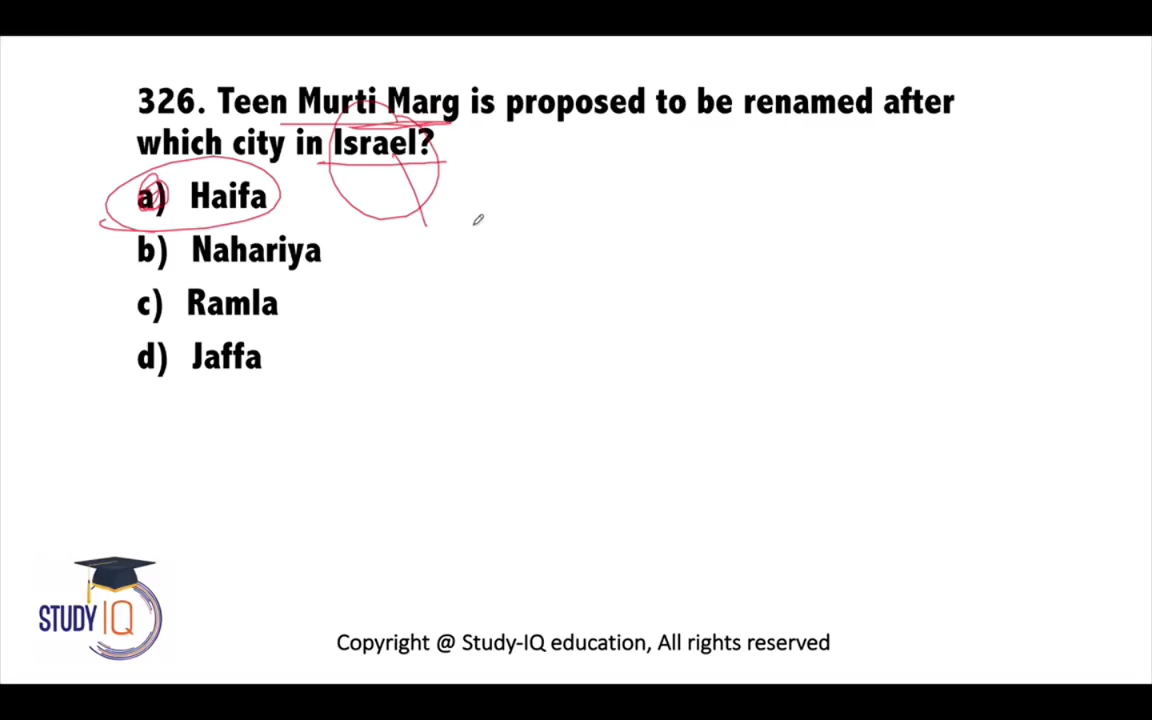 326. Teen Murti Marg is proposed to be renamed after
which city in Israel?
a) Haifa
b) Nahariya
c) Ramla
d) Jaffa
STUDY IQ
Copyright @ Study-IQ education, All rights reserved